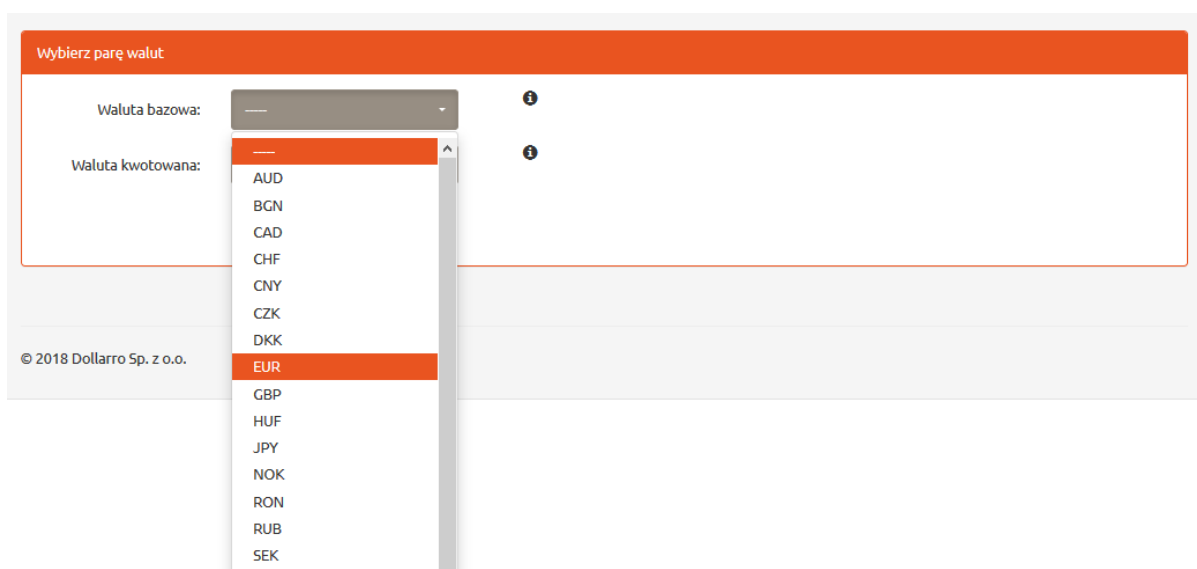 Wybierz parę walut
Waluta bazowa:
-----
Waluta kwotowana:
-----
AUD
BGN
CAD
CHF
CNY
CZK
DKK
EUR
GBP
HUF
JPY
NOK
RON
RUB
SEK
© 2018 Dollarro Sp. z o.o.